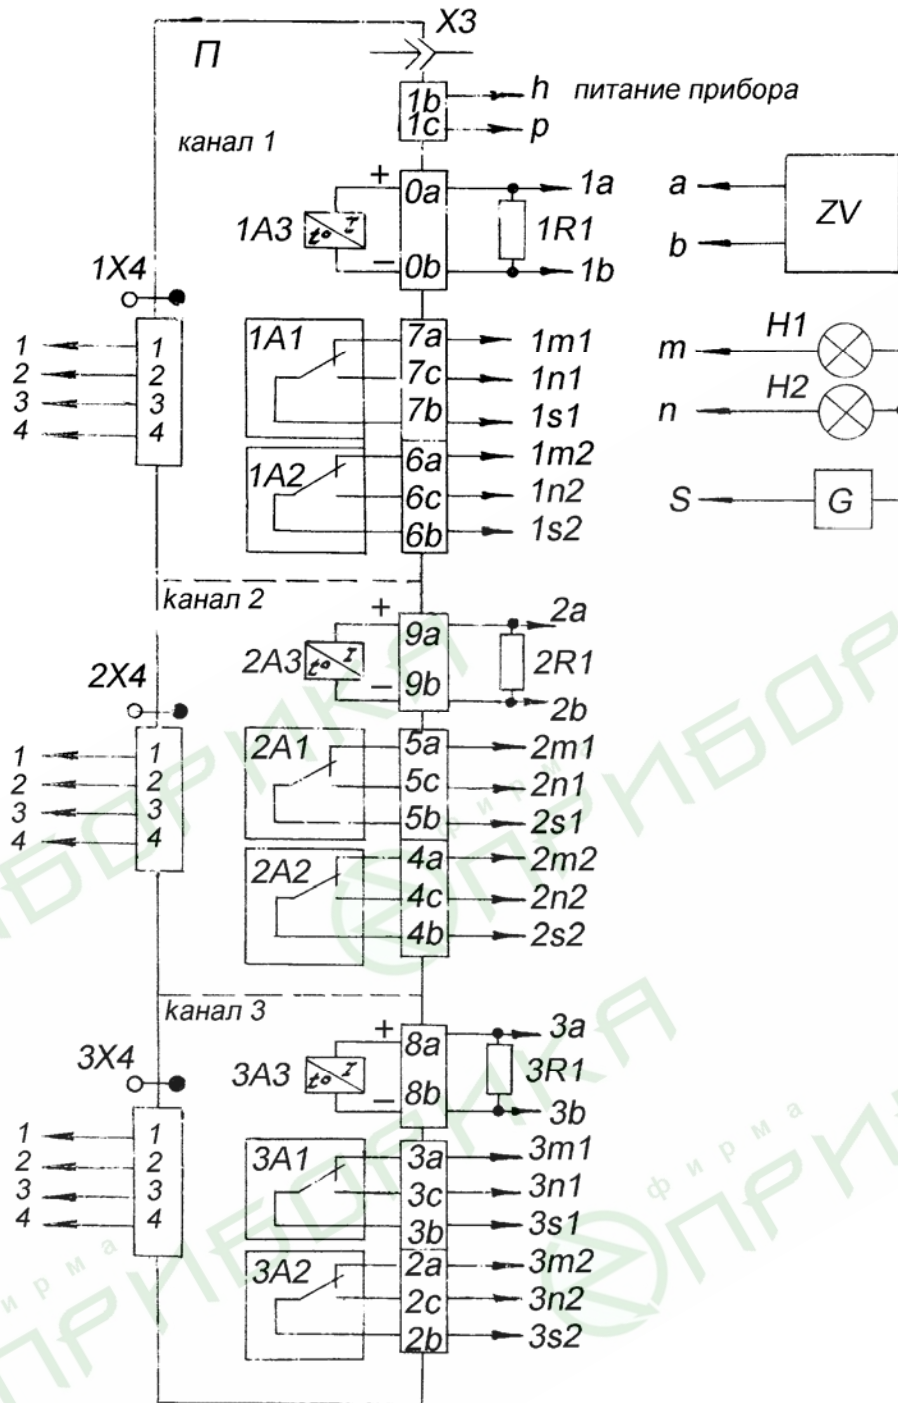 X3
П
1b
h
питание прибора
1c
p
канал 1
+
0a
1a
1A3
t°
I
1R1
–
0b
1b
a
b
ZV
1X4
1 1
2 2
3 3
4 4
1A1
7a
1m1
7c
1n1
7b
1s1
1A2
6a
1m2
6c
1n2
6b
1s2
m
H1
n
H2
S
G
канал 2
+
9a
2a
2A3
t°
I
2R1
–
9b
2b
2X4
1 1
2 2
3 3
4 4
2A1
5a
2m1
5c
2n1
5b
2s1
2A2
4a
2m2
4c
2n2
4b
2s2
канал 3
+
8a
3a
3A3
t°
I
3R1
–
8b
3b
3X4
1 1
2 2
3 3
4 4
3A1
3a
3m1
3c
3n1
3b
3s1
3A2
2a
3m2
2c
3n2
2b
3s2
фирма
ПРИБОРИКА